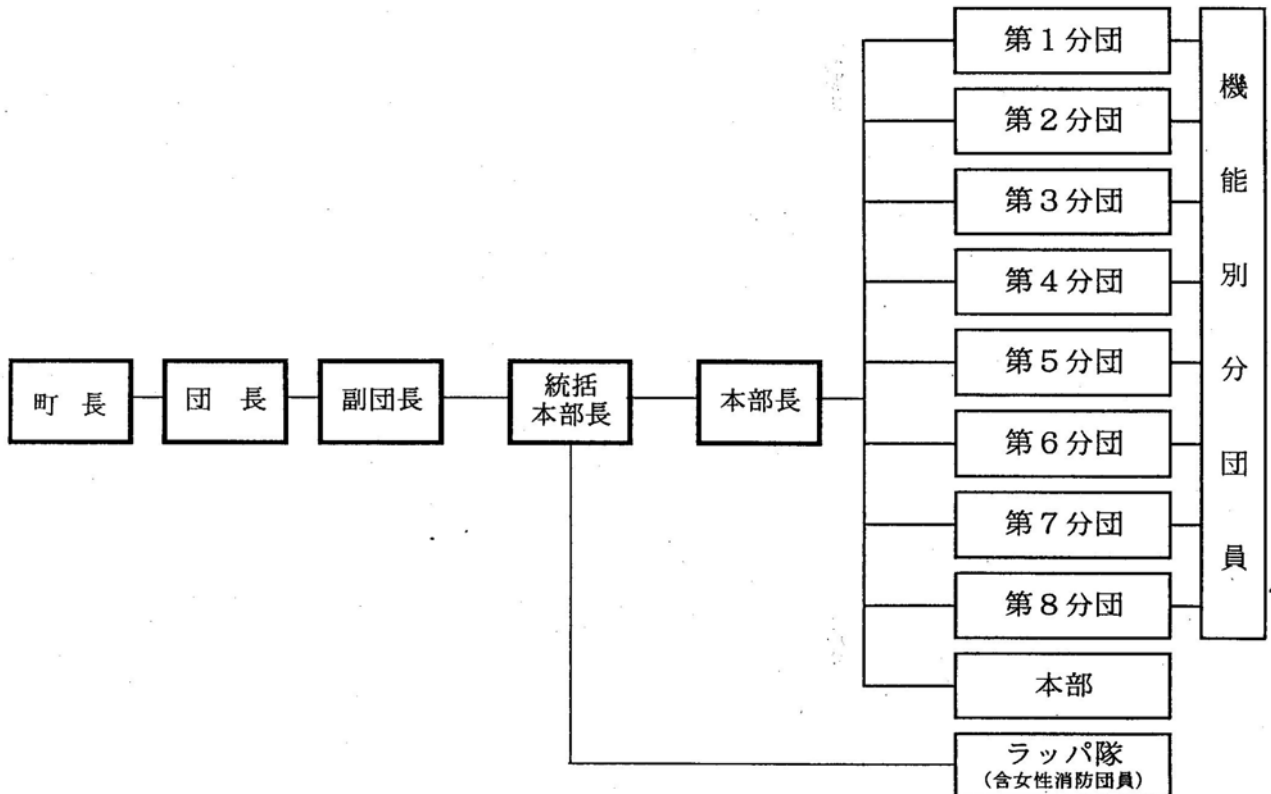 町長
団長
副団長
統括
本部長
本部長
第1分団
第2分団
第3分団
第4分団
第5分団
第6分団
第7分団
第8分団
本部
ラッパ隊
(含女性消防団員)
機能別分団員